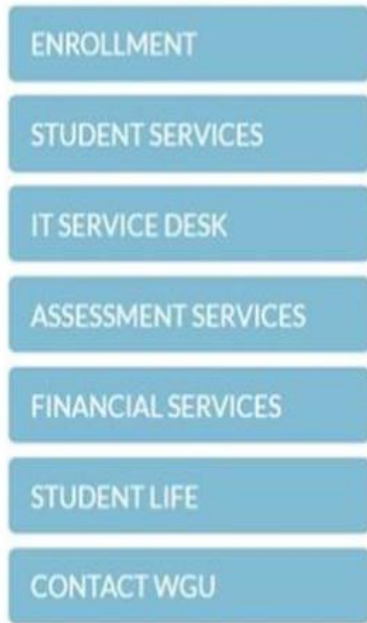 ENROLLMENT
STUDENT SERVICES
IT SERVICE DESK
ASSESSMENT SERVICES
FINANCIAL SERVICES
STUDENT LIFE
CONTACT WGU